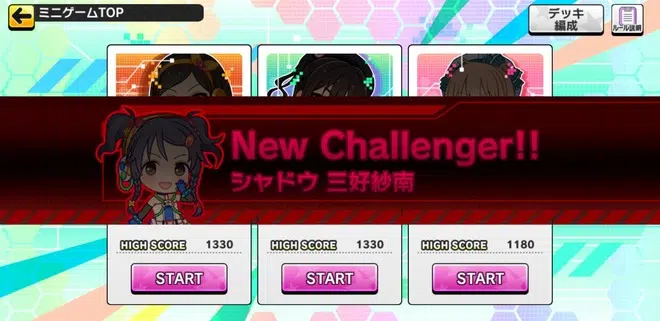 ミニゲームTOP
デッキ
編成
ルール説明
New Challenger!!
シャドウ 三好紗南
HIGH SCORE 1330
HIGH SCORE 1330
HIGH SCORE 1180
START
START
START